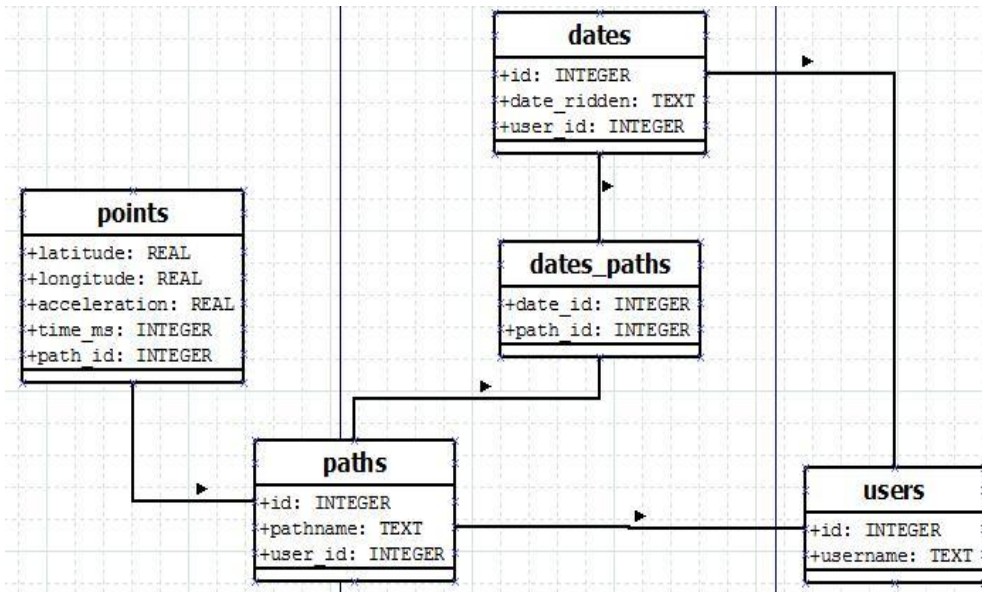 dates
+id: INTEGER
+date_ridden: TEXT
+user_id: INTEGER
points
+latitude: REAL
+longitude: REAL
+acceleration: REAL
+time_ms: INTEGER
+path_id: INTEGER
dates_paths
+date_id: INTEGER
+path_id: INTEGER
paths
+id: INTEGER
+pathname: TEXT
+user_id: INTEGER
users
+id: INTEGER
+username: TEXT